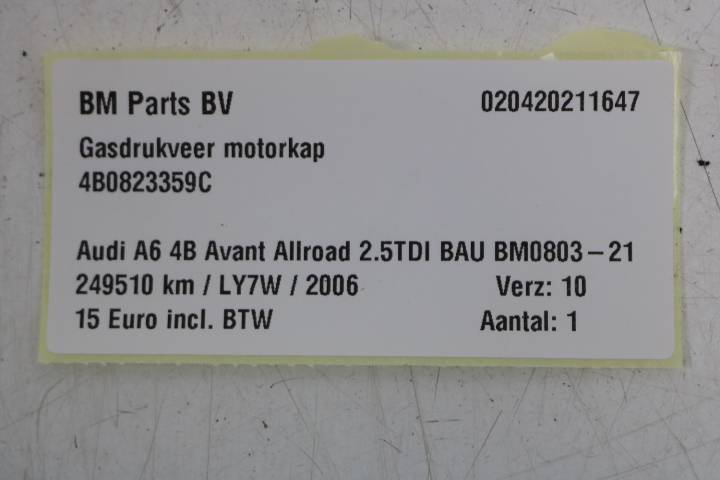 BM Parts BV 020420211647
Gasdrukveer motorkap
4B0823359C
Audi A6 4B Avant Allroad 2.5TDI BAU BM0803-21
249510 km / LY7W / 2006 Verz: 10
15 Euro incl. BTW Aantal: 1